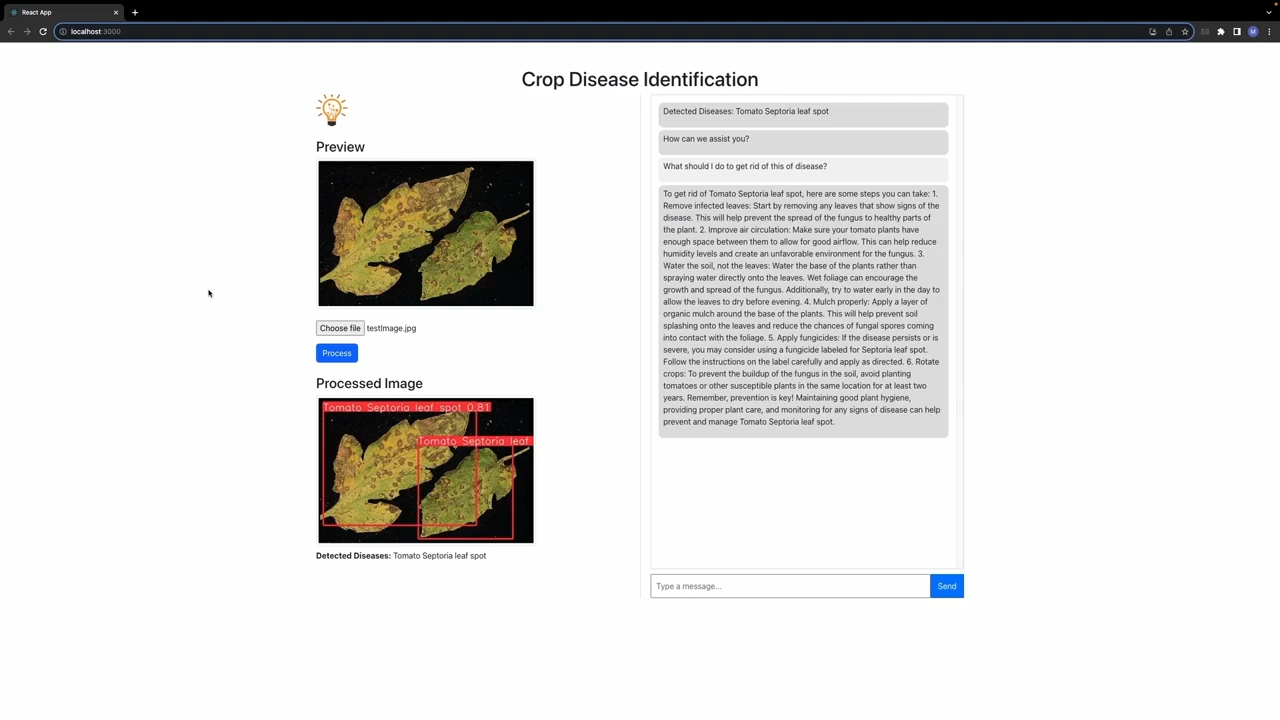 React App
localhost:3000
M
Crop Disease Identification
Preview
Choose file testImage.jpg
Process
Processed Image
Tomato Septoria leaf spot 0.81
Tomato Septoria leaf
Detected Diseases: Tomato Septoria leaf spot
Detected Diseases: Tomato Septoria leaf spot
How can we assist you?
What should I do to get rid of this of disease?
To get rid of Tomato Septoria leaf spot, here are some steps you can take: 1.
Remove infected leaves: Start by removing any leaves that show signs of the
disease. This will help prevent the spread of the fungus to healthy parts of
the plant. 2. Improve air circulation: Make sure your tomato plants have
enough space between them to allow for good airflow. This can help reduce
humidity levels and create an unfavorable environment for the fungus. 3.
Water the soil, not the leaves: Water the base of the plants rather than
spraying water directly onto the leaves. Wet foliage can encourage the
growth and spread of the fungus. Additionally, try to water early in the day to
allow the leaves to dry before evening. 4. Mulch properly: Apply a layer of
organic mulch around the base of the plants. This will help prevent soil
splashing onto the leaves and reduce the chances of fungal spores coming
into contact with the foliage. 5. Apply fungicides: If the disease persists or is
severe, you may consider using a fungicide labeled for Septoria leaf spot.
Follow the instructions on the label carefully and apply as directed. 6. Rotate
crops: To prevent the buildup of the fungus in the soil, avoid planting
tomatoes or other susceptible plants in the same location for at least two
years. Remember, prevention is key! Maintaining good plant hygiene,
providing proper plant care, and monitoring for any signs of disease can help
prevent and manage Tomato Septoria leaf spot.
Type a message...
Send